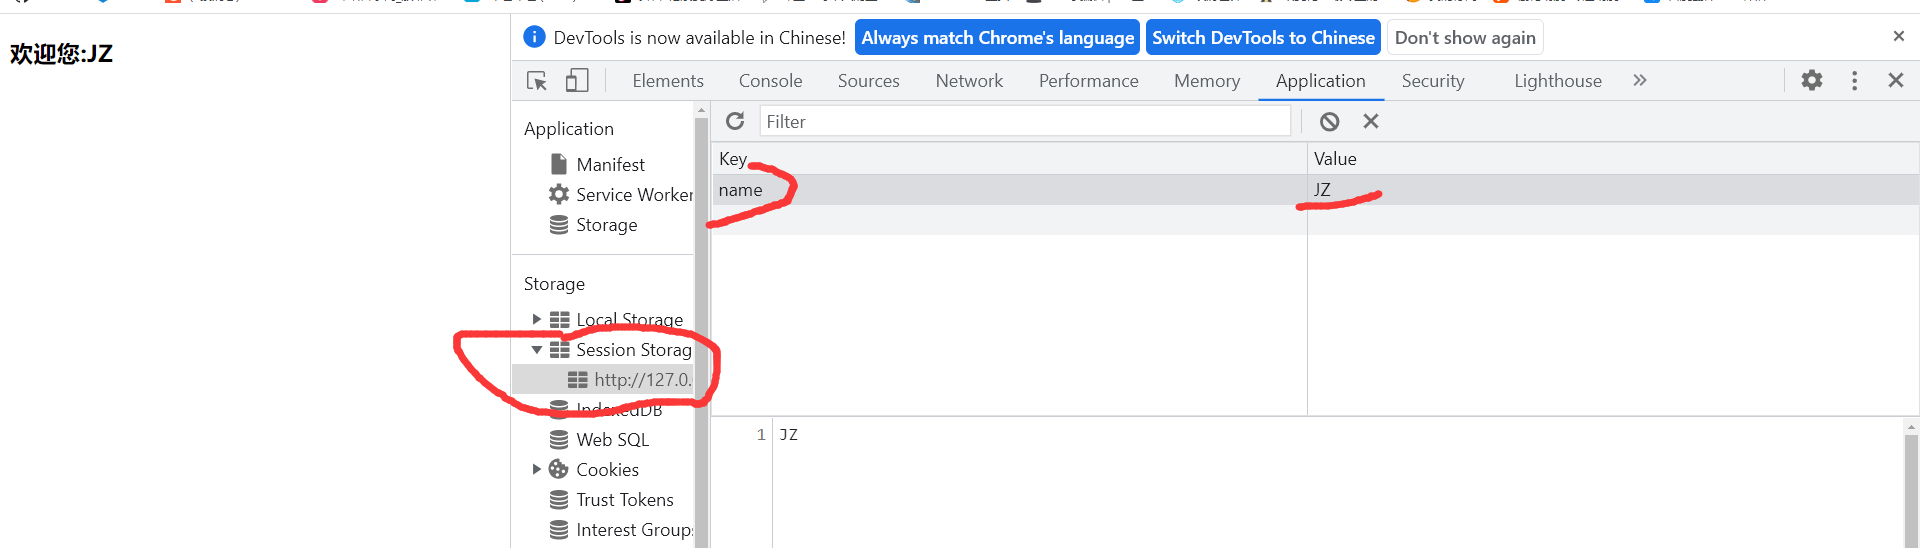 欢迎您:JZ
DevTools is now available in Chinese!
Always match Chrome's language
Switch DevTools to Chinese
Don't show again
Elements
Console
Sources
Network
Performance
Memory
Application
Security
Lighthouse
Application
Manifest
Service Worker
Storage
Storage
Local Storage
Session Storag
http://127.0.
IndexedDB
Web SQL
Cookies
Trust Tokens
Interest Group
Filter
Key
Value
name
JZ
1 JZ